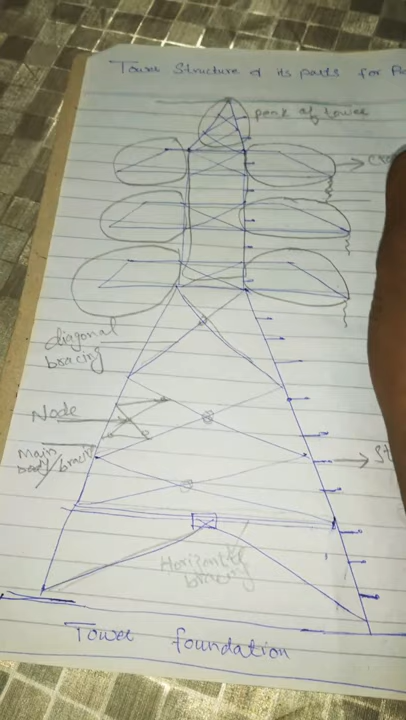 Tower Structure & its parts for
peak of tower
diagonal
bracing
Node
Main
body/bracing
Horizontal
bracing
Tower foundation